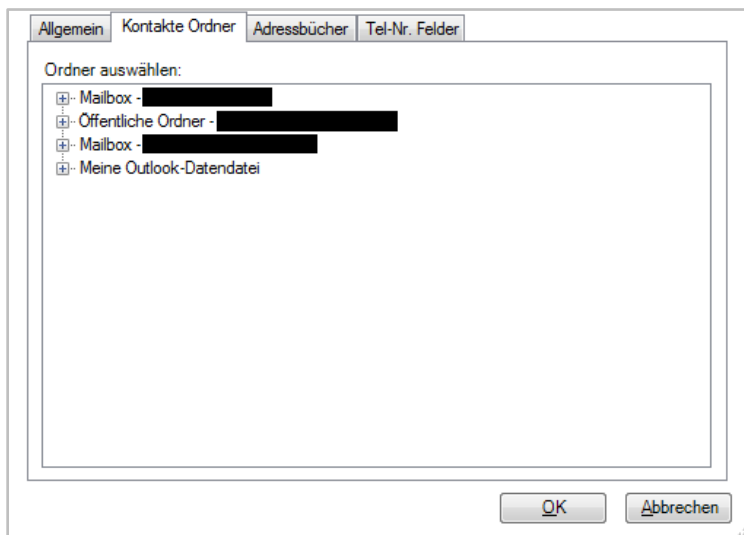 Allgemein Kontakte Ordner Adressbücher Tel-Nr. Felder
Ordner auswählen:
Mailbox -
Öffentliche Ordner -
Mailbox -
Meine Outlook-Datendatei
OK Abbrechen